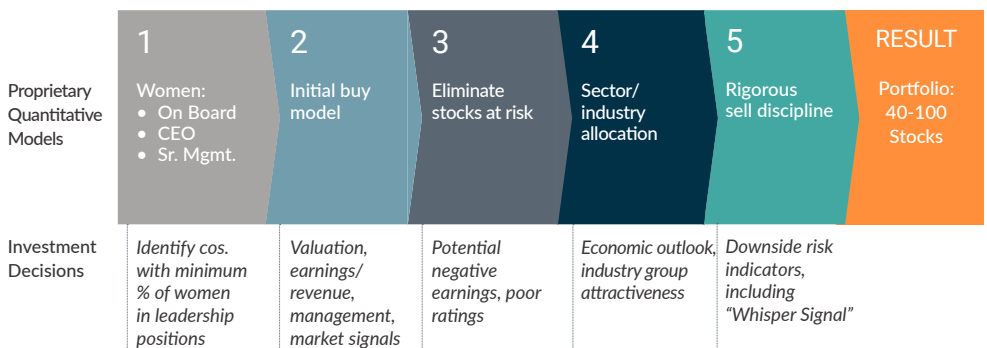 Proprietary
Quantitative
Models
1
Women:
• On Board
• CEO
• Sr. Mgmt.
2
Initial buy
model
3
Eliminate
stocks at risk
4
Sector/
industry
allocation
5
Rigorous
sell discipline
RESULT
Portfolio:
40-100
Stocks
Investment
Decisions
Identify cos.
with minimum
% of women
in leadership
positions
Valuation,
earnings/
revenue,
management,
market signals
Potential
negative
earnings, poor
ratings
Economic outlook,
industry group
attractiveness
Downside risk
indicators,
including
“Whisper Signal”